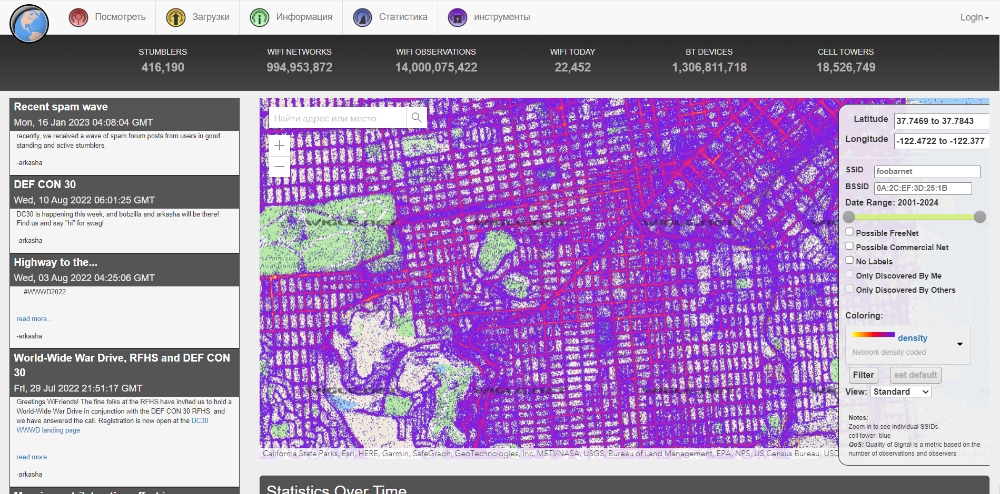 Посмотреть
Загрузки
Информация
Статистика
инструменты
Login
STUMBLERS
416,190
WIFI NETWORKS
994,953,872
WIFI OBSERVATIONS
14,000,075,422
WIFI TODAY
22,452
BT DEVICES
1,306,811,718
CELL TOWERS
18,526,749
Recent spam wave
Mon, 16 Jan 2023 04:08:04 GMT
recently, we received a wave of spam forum posts from users in good
standing and active stumblers.
-arkasha
DEF CON 30
Wed, 10 Aug 2022 06:01:25 GMT
DC30 is happening this week, and bobzilla and arkasha will be there!
Find us and say "hi" for swag!
-arkasha
Highway to the...
Wed, 03 Aug 2022 04:25:06 GMT
... #WWWD2022
read more...
-arkasha
World-Wide War Drive, RFHS and DEF CON
30
Fri, 29 Jul 2022 21:51:17 GMT
Greetings WiFriends! The fine folks at the RFHS have invited us to hold a
World-Wide War Drive in conjunction with the DEF CON 30 RFHS, and
we have answered the call. Registration is now open at the DC30
WWWD landing page
read more...
-arkasha
Найти адрес или место
WIGLE.NET
WIGLE.NET
WIGLE.NET
WIGLE.NET
WIGLE.NET
WIGLE.NET
California State Parks, Esri, HERE, Garmin, SafeGraph, GeoTechnologies, Inc, METI/NASA, USGS, Bureau of Land Management, EPA, NPS, US Census Bureau, USD
Latitude
37.7469 to 37.7843
Longitude
-122.4722 to -122.377
SSID
foobarnet
BSSID
0A:2C:EF:3D:25:1B
Date Range: 2001-2024
Possible FreeNet
Possible Commercial Net
No Labels
Only Discovered By Me
Only Discovered By Others
Coloring:
density
Network density coded
Filter
set default
View: Standard
Notes:
Zoom in to see individual SSIDs.
cell tower: blue
QoS: Quality of Signal is a metric based on the
number of observations and observers
Statistics Over Time